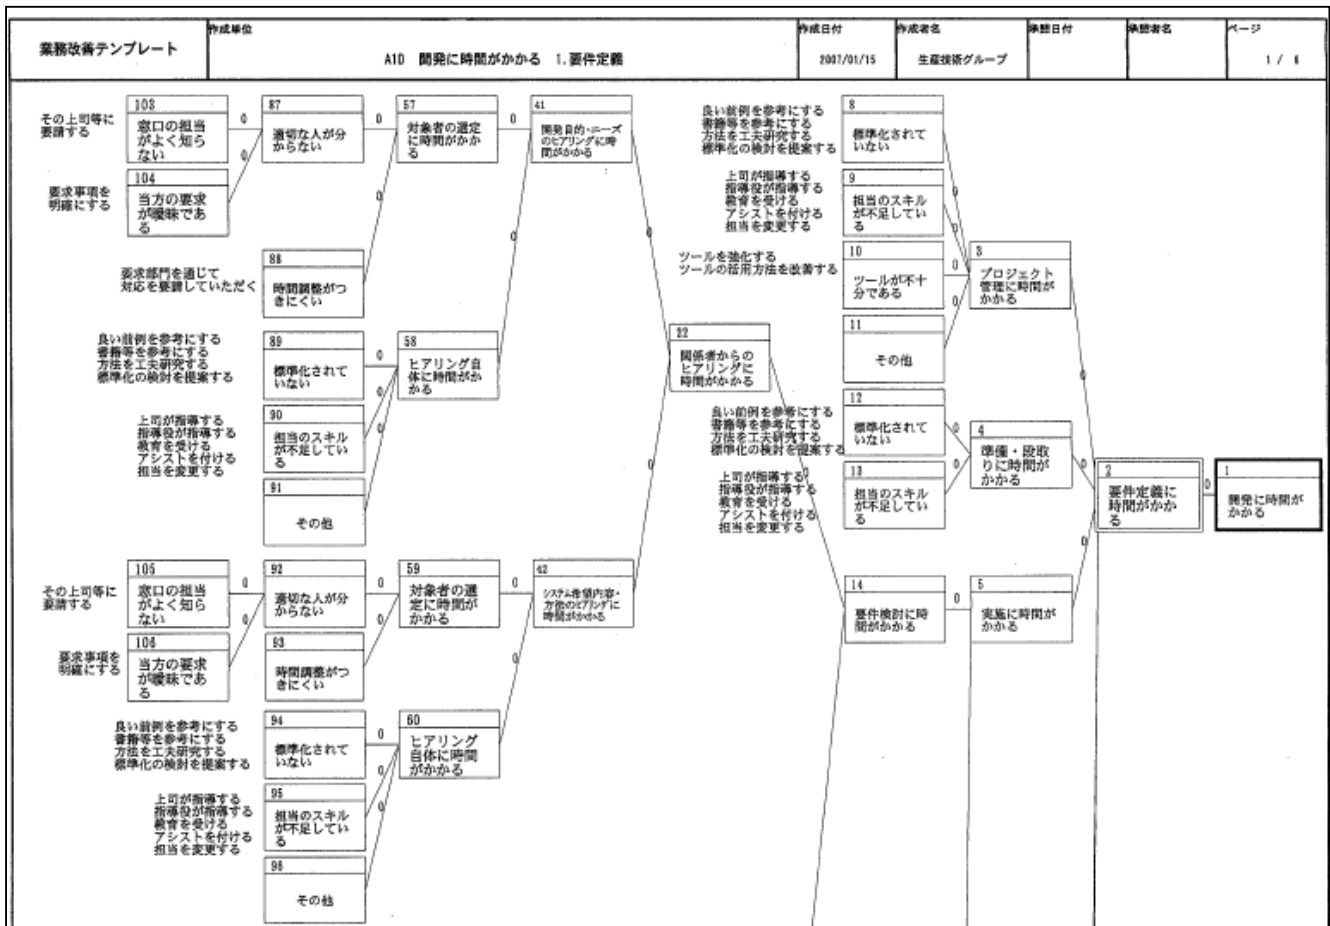 業務改善テンプレート
作成単位
A10 開発に時間がかかる 1.要件定義
作成日付
2007/01/15
作成者名
生産技術グループ
承認日付
承認者名
ページ
1 / 6
その上司等に
要請する
103
窓口の担当
がよく知ら
ない
0
87
適切な人が分
からない
0
57
対象者の選定
に時間がかか
る
0
41
開発目的・ニーズ
のヒアリングに時
間がかかる
0
要求事項を
明確にする
104
当方の要求
が曖昧であ
る
0
要求部門を通じて
対応を要請していただく
88
時間調整がつ
きにくい
0
0
良い前例を参考にする
書籍等を参考にする
方法を工夫研究する
標準化の検討を提案する
89
標準化されて
いない
0
58
ヒアリング自
体に時間がか
かる
上司が指導する
指導役が指導する
教育を受ける
アシストを付ける
担当を変更する
90
担当のスキル
が不足してい
る
0
91
その他
0
22
関係者からの
ヒアリングに
時間がかかる
0
0
その上司等に
要請する
105
窓口の担当
がよく知ら
ない
0
92
適切な人が分
からない
0
59
対象者の選
定に時間が
かかる
0
42
システム希望内容・
方法のヒアリングに
時間がかかる
要求事項を
明確にする
106
当方の要求
が曖昧であ
る
0
93
時間調整がつ
きにくい
0
0
良い前例を参考にする
書籍等を参考にする
方法を工夫研究する
標準化の検討を提案する
94
標準化されて
いない
0
60
ヒアリング
自体に時間
がかかる
上司が指導する
指導役が指導する
教育を受ける
アシストを付ける
担当を変更する
95
担当のスキル
が不足してい
る
0
96
その他
0
良い前例を参考にする
書籍等を参考にする
方法を工夫研究する
標準化の検討を提案する
8
標準化されて
いない
0
上司が指導する
指導役が指導する
教育を受ける
アシストを付ける
担当を変更する
9
担当のスキル
が不足してい
る
0
ツールを強化する
ツールの活用方法を改善する
10
ツールが不十
分である
0
3
プロジェクト
管理に時間が
かかる
0
11
その他
0
良い前例を参考にする
書籍等を参考にする
方法を工夫研究する
標準化の検討を提案する
12
標準化されて
いない
0
4
準備・段取
りに時間が
かかる
0
上司が指導する
指導役が指導する
教育を受ける
アシストを付ける
担当を変更する
13
担当のスキル
が不足してい
る
0
2
要件定義に
時間がかか
る
0
1
開発に時間が
かかる
14
要件検討に時
間がかかる
0
5
実施に時間が
かかる
0